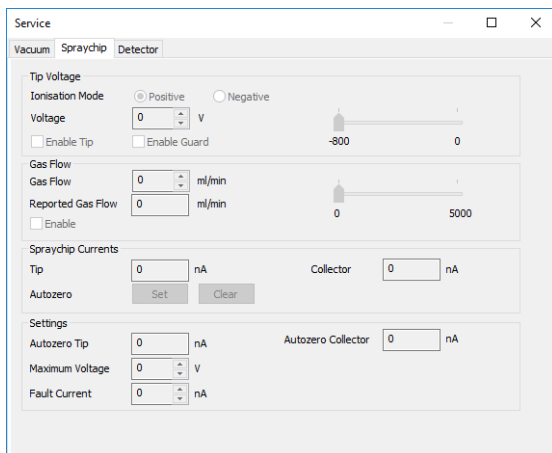 Service
Vacuum Spraychip Detector
Tip Voltage
Ionisation Mode Positive Negative
Voltage 0 V
Enable Tip Enable Guard -800 0
Gas Flow
Gas Flow 0 ml/min
Reported Gas Flow 0 ml/min 0 5000
Enable
Spraychip Currents
Tip 0 nA Collector 0 nA
Autozero Set Clear
Settings
Autozero Tip 0 nA Autozero Collector 0 nA
Maximum Voltage 0 V
Fault Current 0 nA